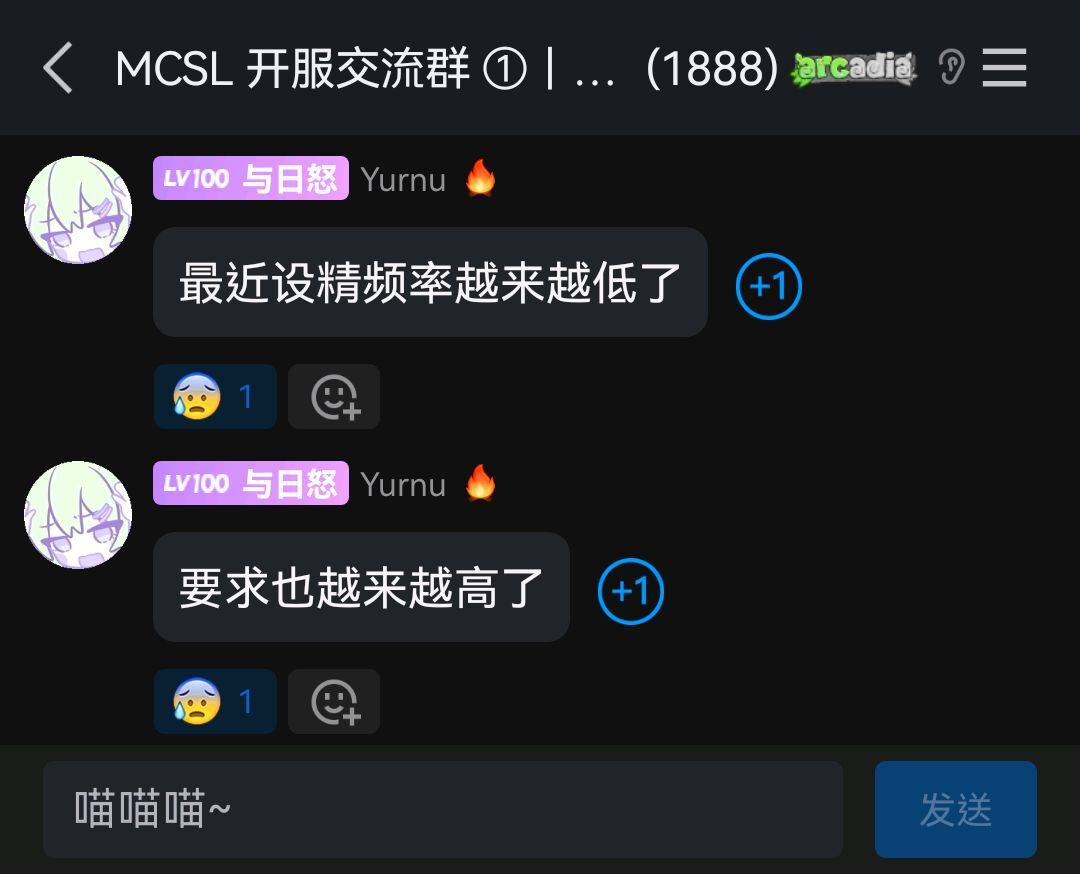 MCSL 开服交流群 ①丨... (1888) arcadia
LV100 与日怒 Yurnu
最近设精频率越来越低了
+1
1
LV100 与日怒 Yurnu
要求也越来越高了
+1
1
喵喵喵~
发送